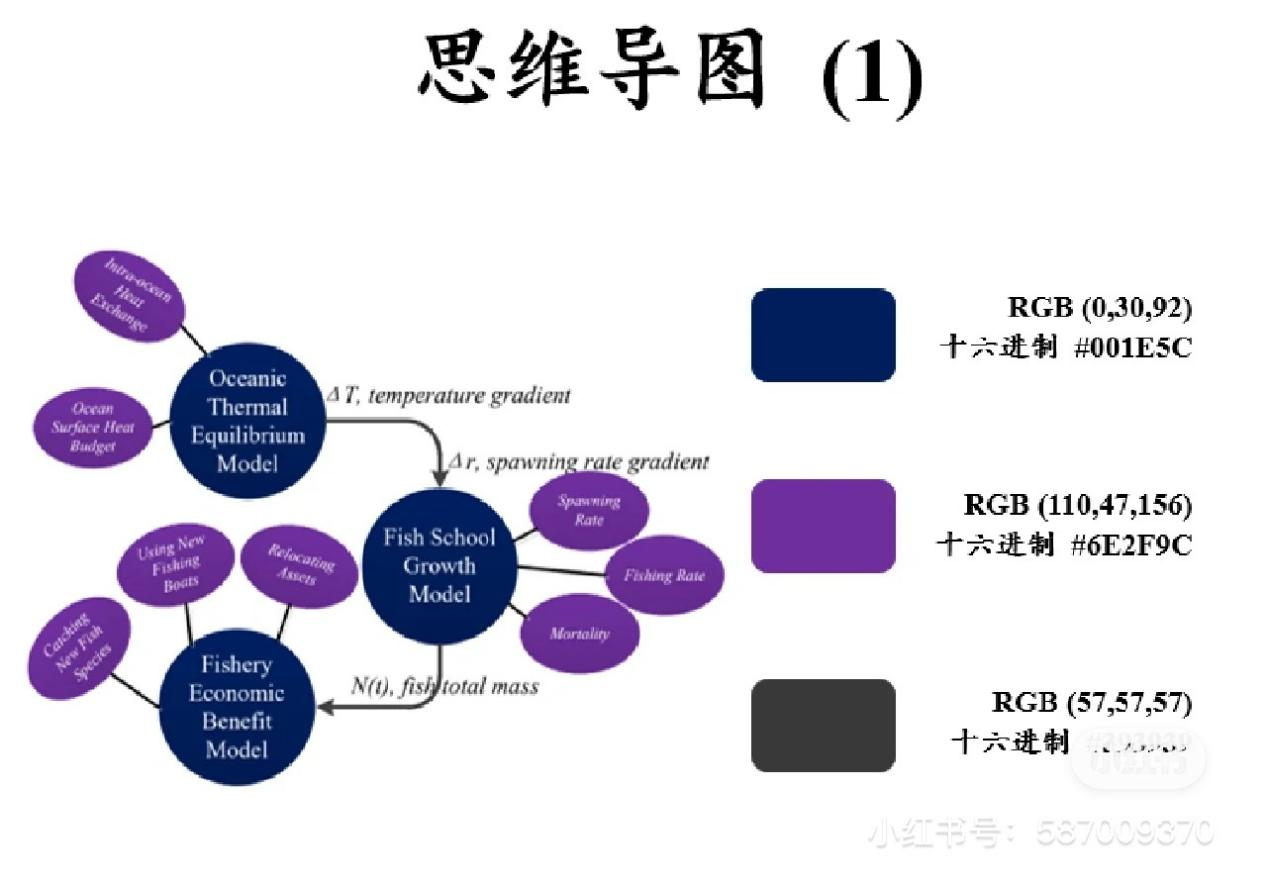 思维导图 (1)
Intra-ocean
Heat
Exchange
Ocean
Surface Heat
Budget
Oceanic
Thermal
Equilibrium
Model
ΔT, temperature gradient
Δr, spawning rate gradient
Fish School
Growth
Model
Spawning
Rate
Fishing Rate
Mortality
Using New
Fishing
Boats
Relocating
Assets
Catching
New Fish
Species
Fishery
Economic
Benefit
Model
N(t), fish total mass
RGB (0,30,92)
十六进制 #001E5C
RGB (110,47,156)
十六进制 #6E2F9C
RGB (57,57,57)
十六进制 #393939
小红书
小红书号：587009370